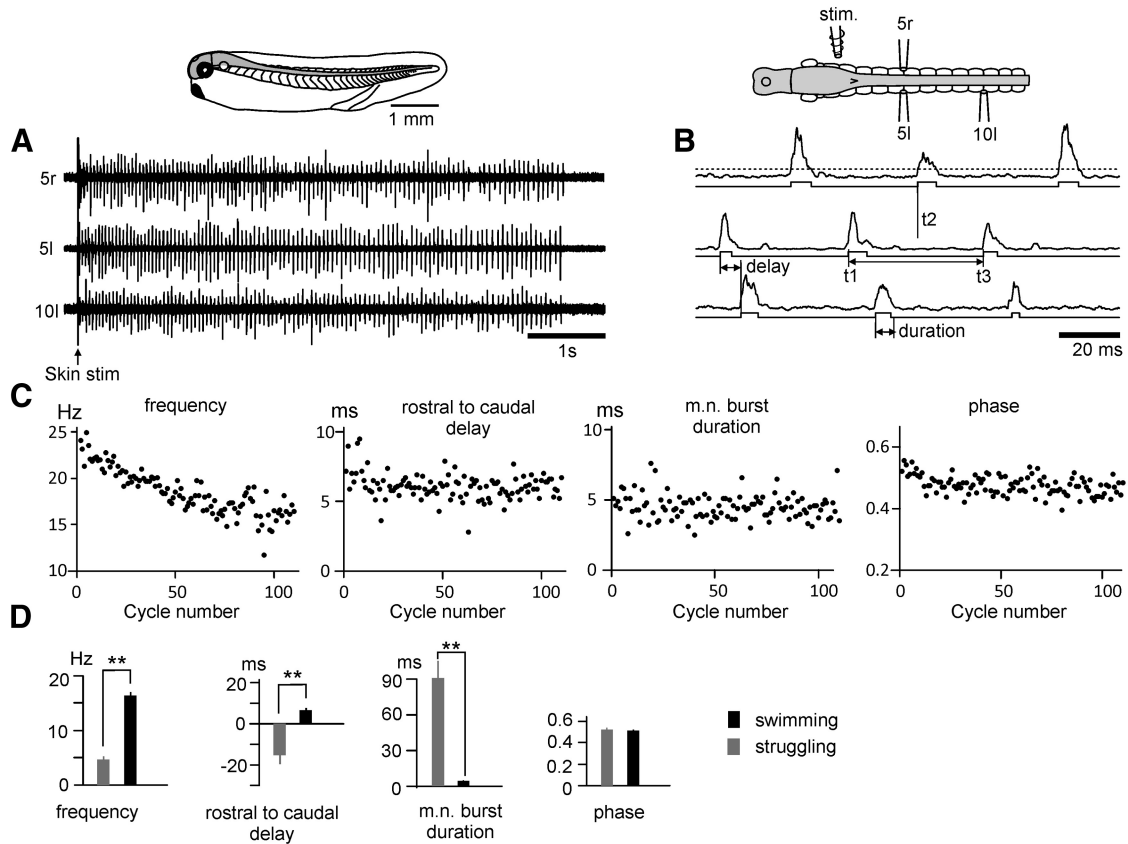 stim.
5r
1 mm
5l
10l
A
5r
5l
10l
1s
Skin stim
B
t2
delay
t1
t3
duration
20 ms
C
Hz
frequency
25
20
15
10
0
50
100
Cycle number
ms
rostral to caudal
delay
10
5
0
0
50
100
Cycle number
ms
m.n. burst
duration
10
5
0
0
50
100
Cycle number
phase
0.6
0.4
0.2
0
50
100
Cycle number
D
Hz
**
20
10
0
frequency
ms
**
20
0
-20
rostral to caudal
delay
ms
**
90
60
30
0
m.n. burst
duration
0.6
0.4
0.2
0
phase
swimming
struggling